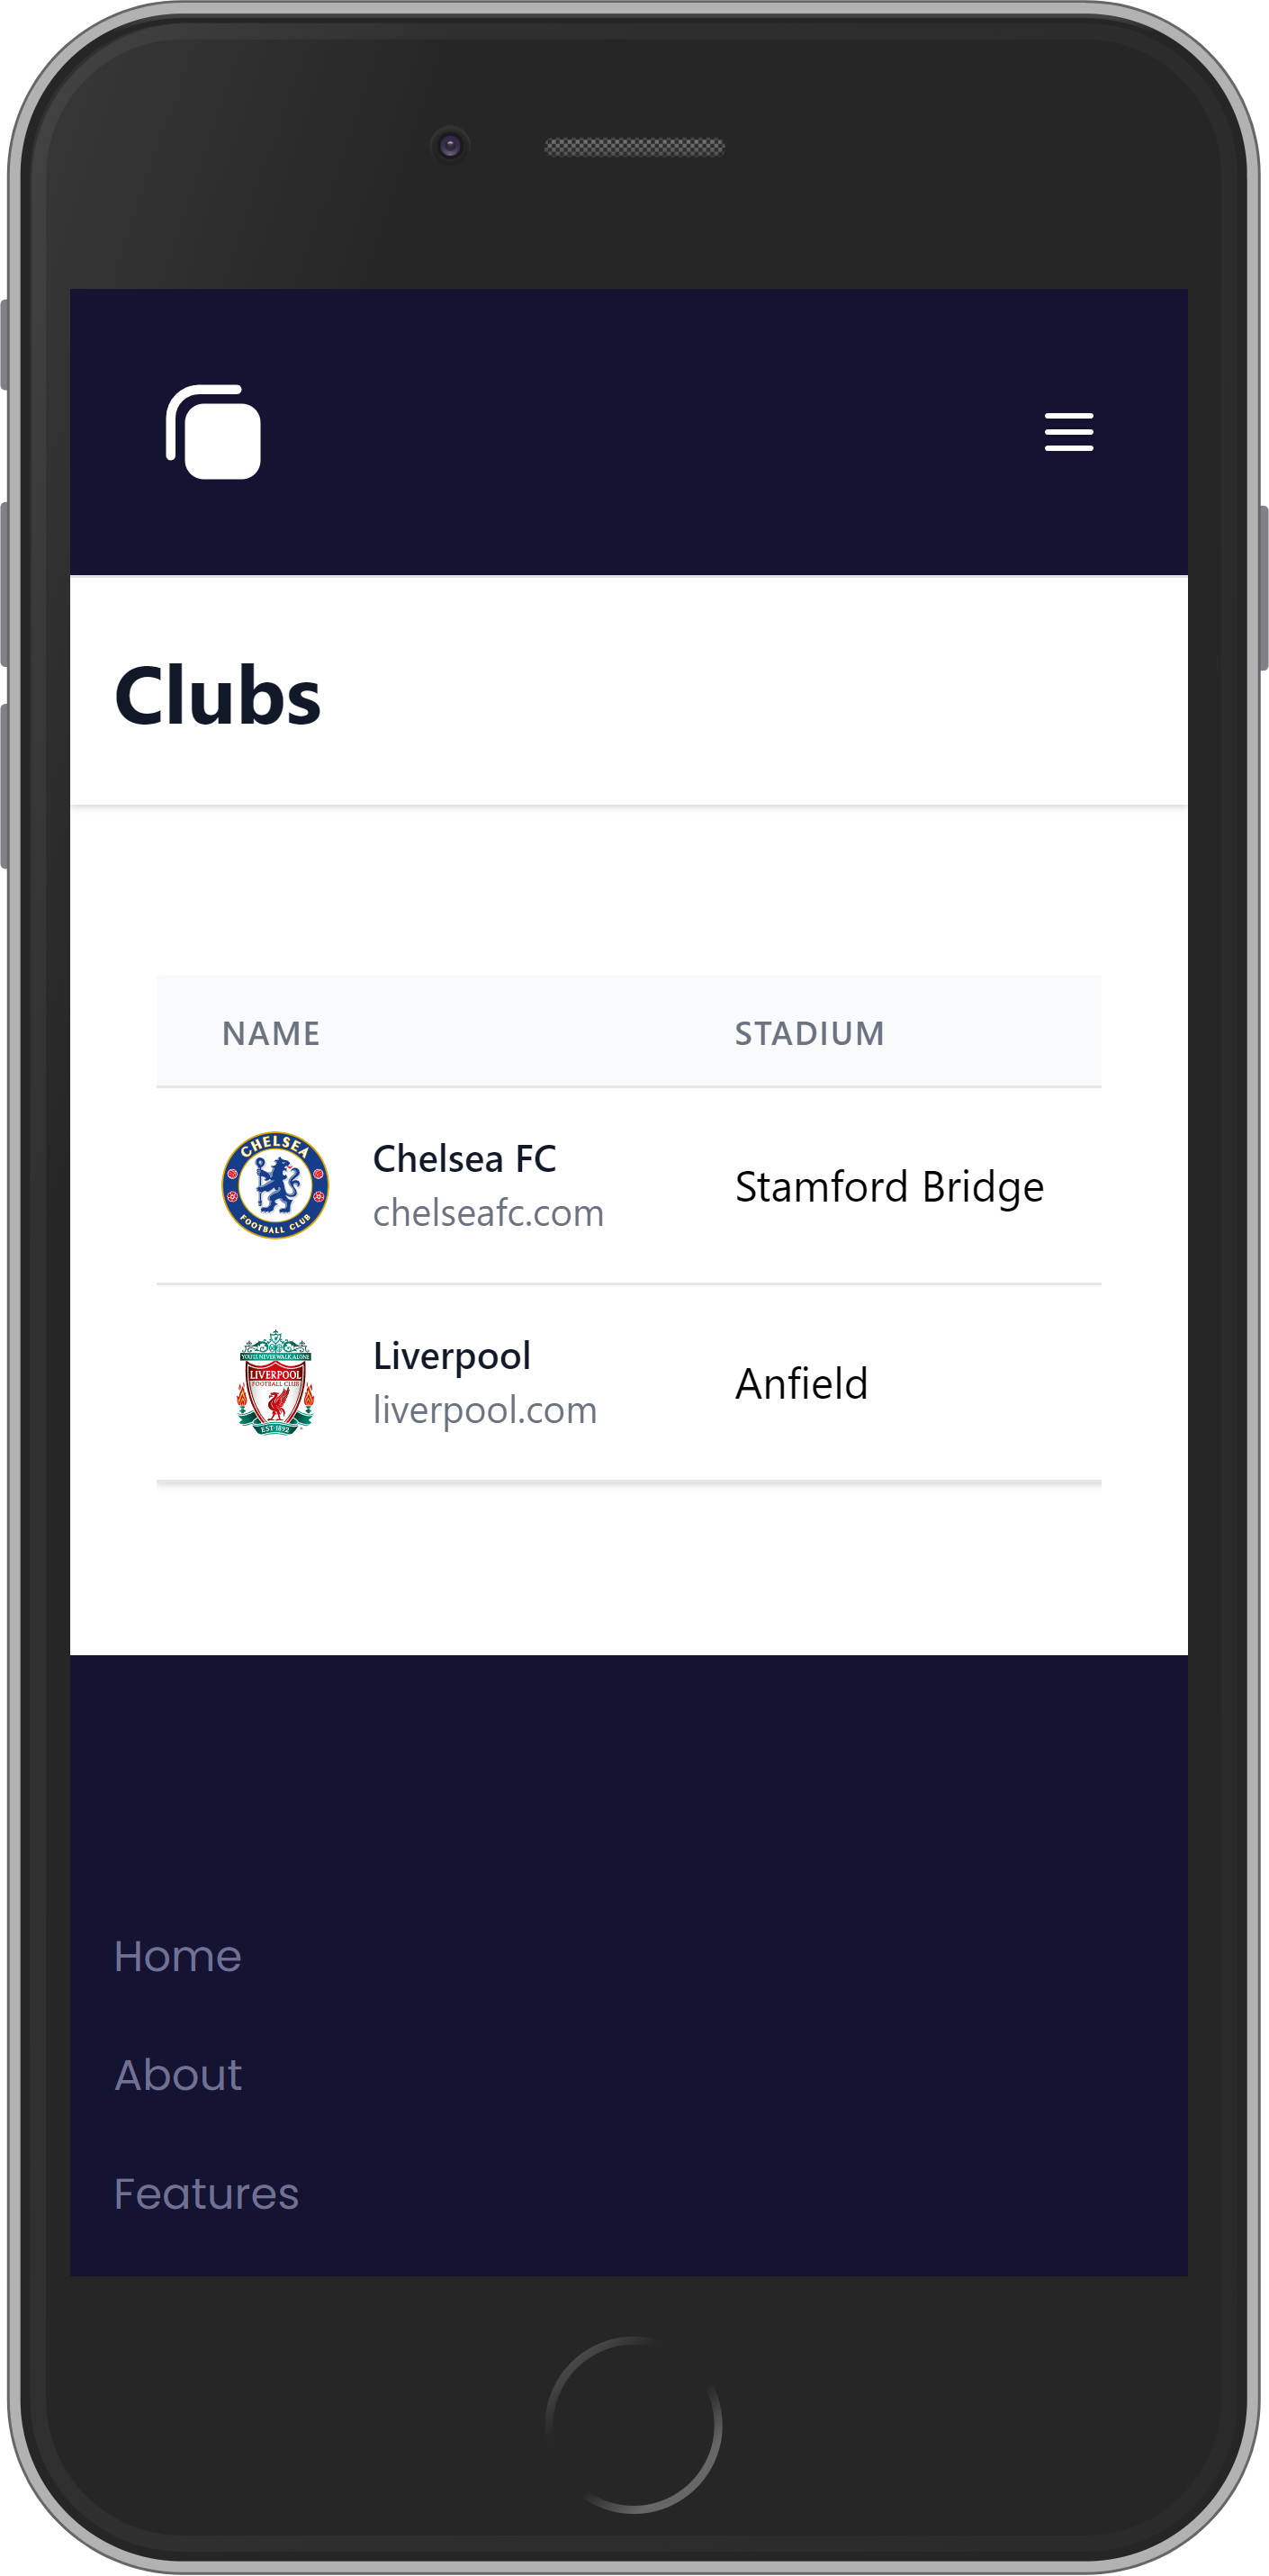 Clubs
NAME STADIUM
CHELSEA
FOOTBALL CLUB
Chelsea FC
chelseafc.com
Stamford Bridge
YOU'LL NEVER WALK ALONE
LIVERPOOL
FOOTBALL CLUB
EST·1892
Liverpool
liverpool.com
Anfield
Home
About
Features